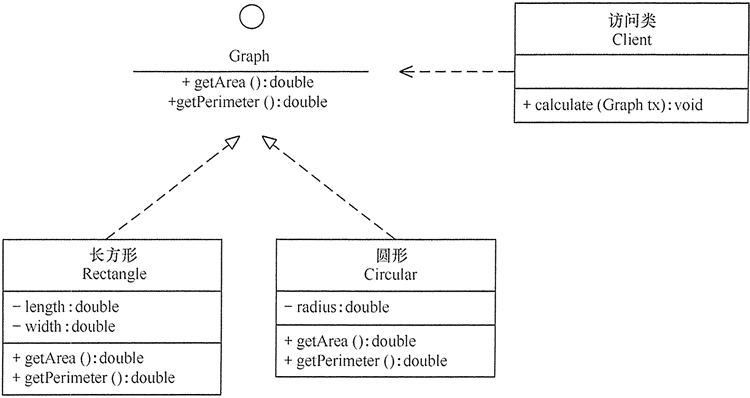 Graph
+ getArea ():double
+getPerimeter ():double
访问类
Client
+ calculate (Graph tx):void
长方形
Rectangle
− length:double
− width:double
+ getArea ():double
+ getPerimeter ():double
圆形
Circular
− radius:double
+ getArea ():double
+ getPerimeter ():double